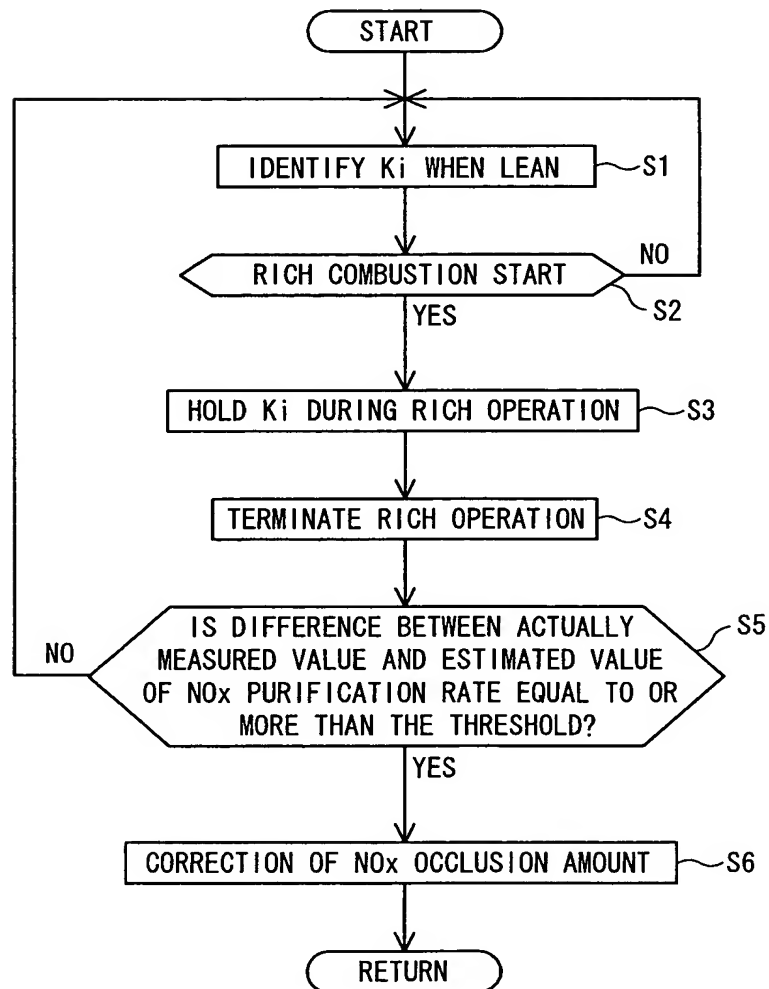 START
IDENTIFY Ki WHEN LEAN
S1
RICH COMBUSTION START
NO
S2
YES
HOLD Ki DURING RICH OPERATION
S3
TERMINATE RICH OPERATION
S4
IS DIFFERENCE BETWEEN ACTUALLY
MEASURED VALUE AND ESTIMATED VALUE
OF NOx PURIFICATION RATE EQUAL TO OR
MORE THAN THE THRESHOLD?
S5
NO
YES
CORRECTION OF NOx OCCLUSION AMOUNT
S6
RETURN